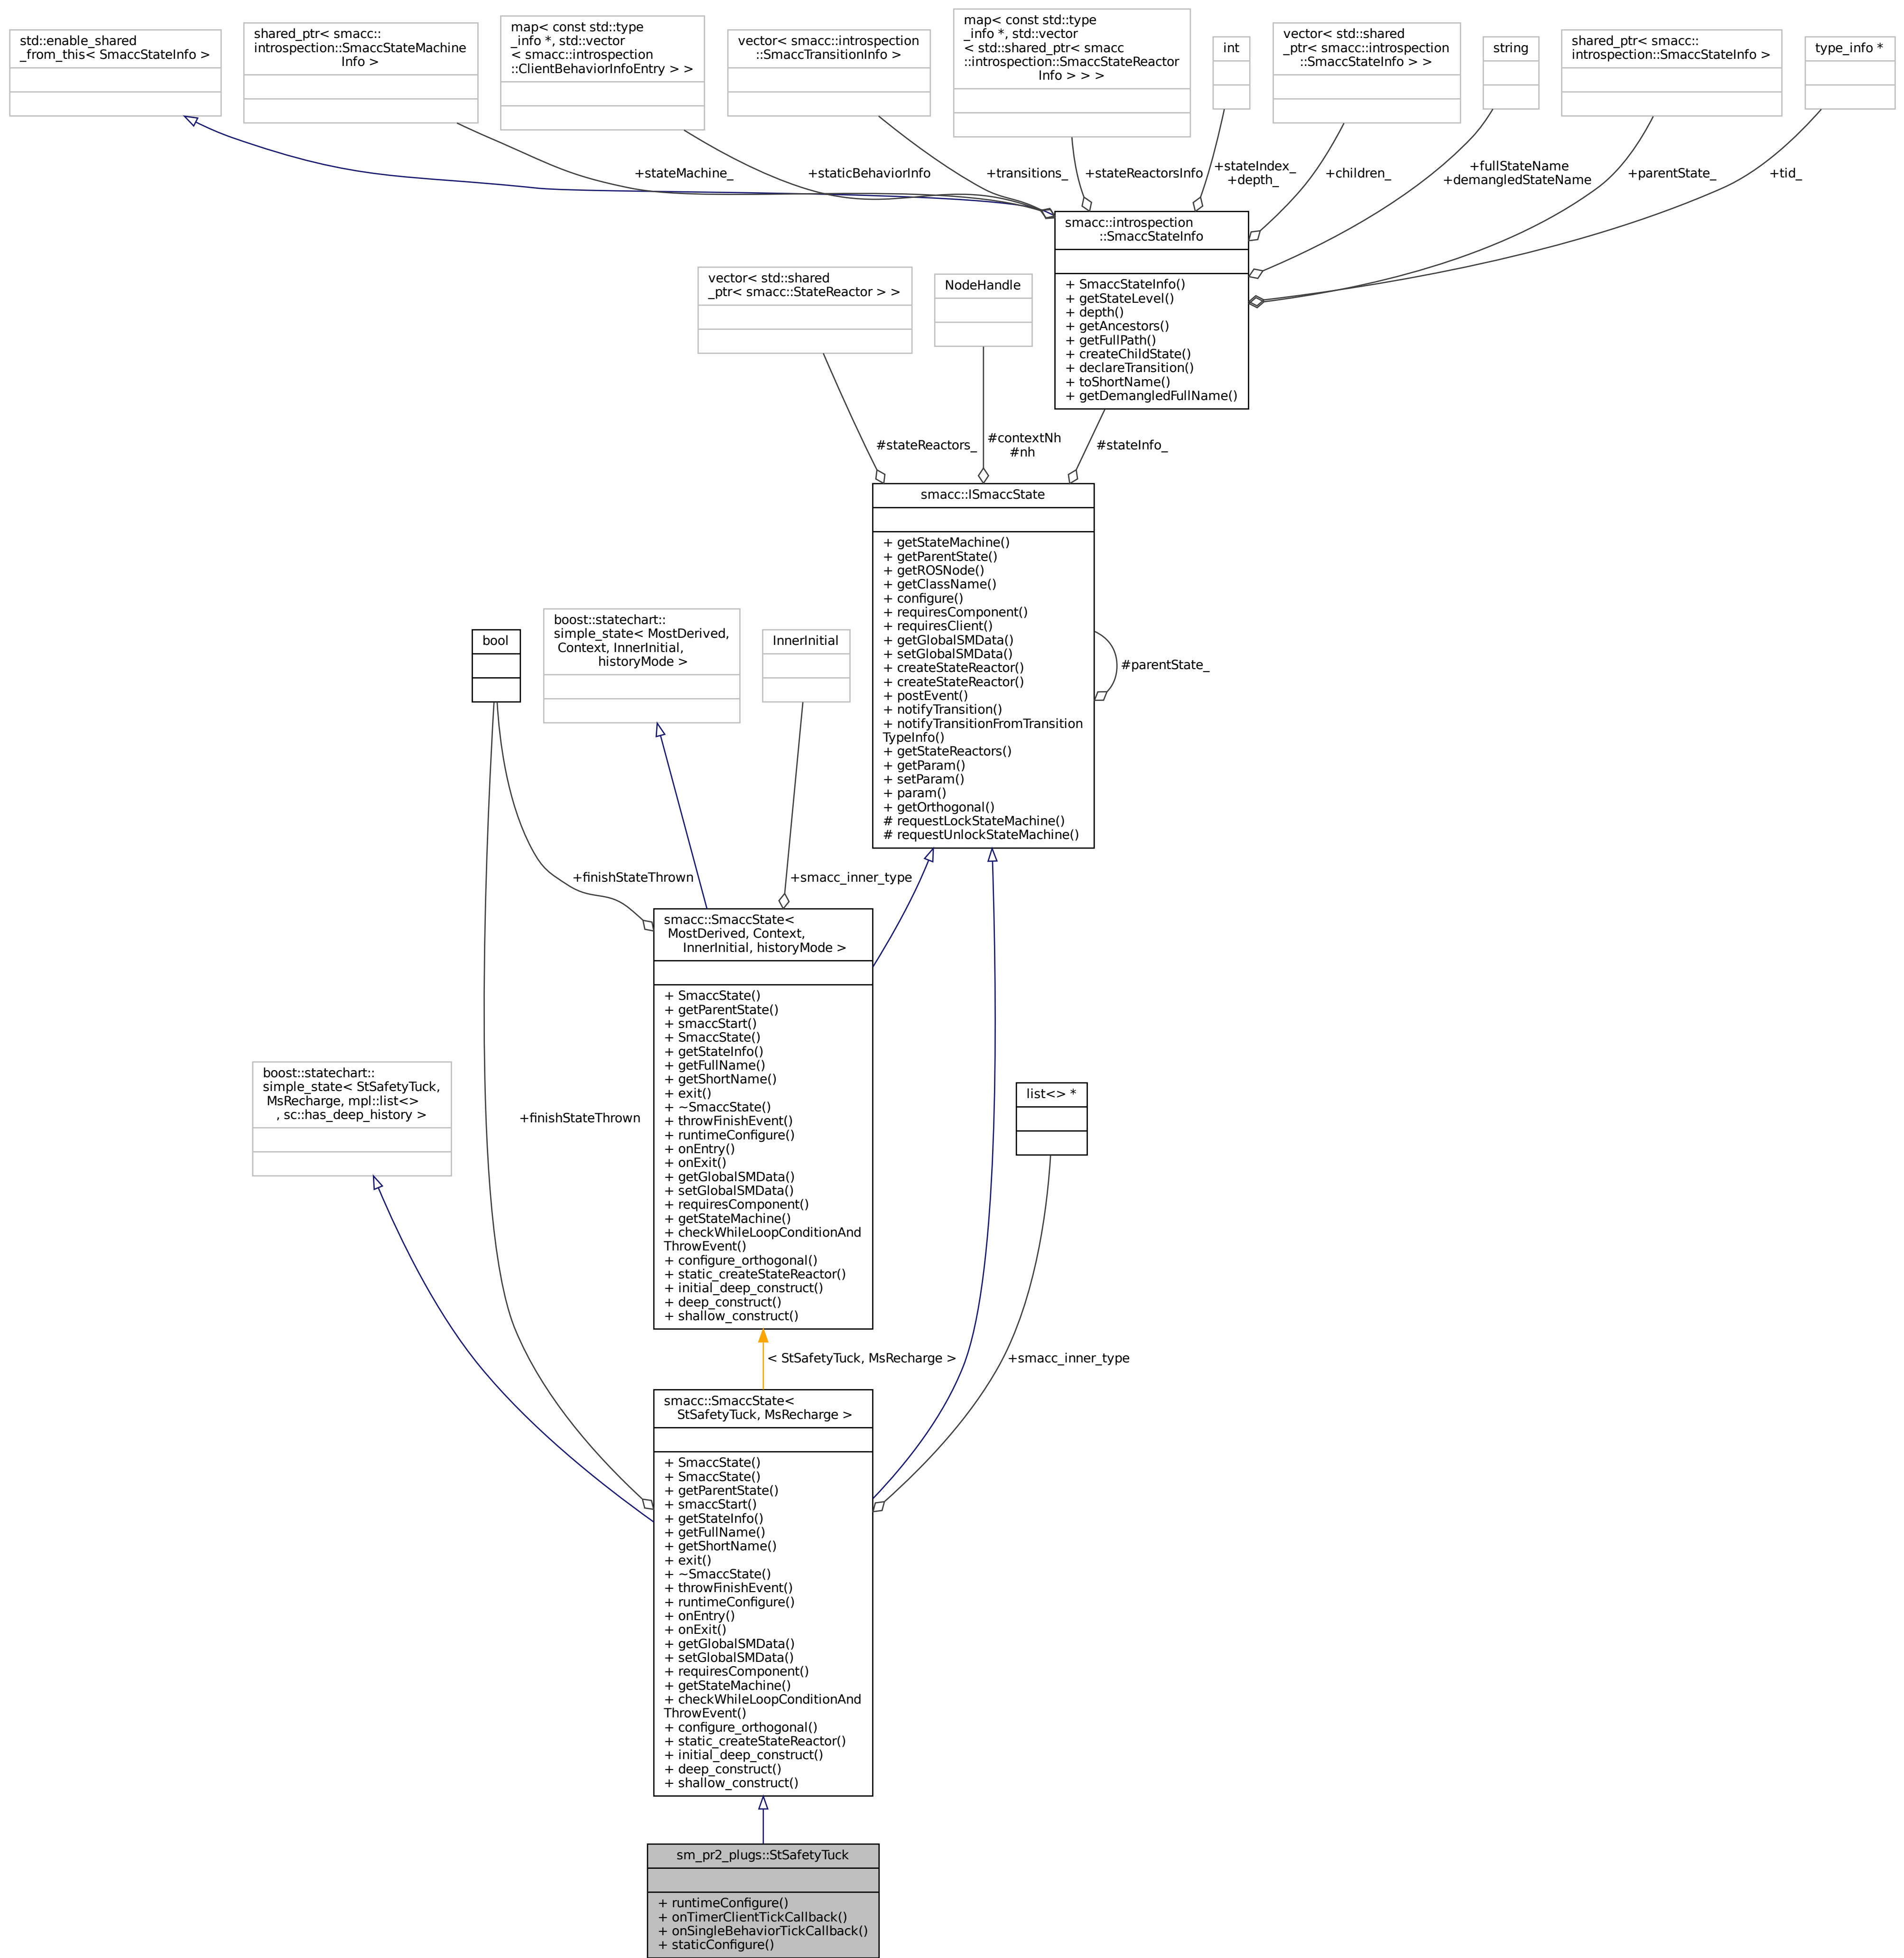 std::enable_shared
_from_this< SmaccStateInfo >
shared_ptr< smacc::
introspection::SmaccStateMachine
Info >
map< const std::type
_info *, std::vector
< smacc::introspection
::ClientBehaviorInfoEntry > >
vector< smacc::introspection
::SmaccTransitionInfo >
map< const std::type
_info *, std::vector
< std::shared_ptr< smacc
::introspection::SmaccStateReactor
Info > > >
int
vector< std::shared
_ptr< smacc::introspection
::SmaccStateInfo > >
string
shared_ptr< smacc::
introspection::SmaccStateInfo >
type_info *
+stateMachine_
+staticBehaviorInfo
+transitions_
+stateReactorsInfo
+stateIndex_
+depth_
+children_
+fullStateName
+demangledStateName
+parentState_
+tid_
smacc::introspection
::SmaccStateInfo
+ SmaccStateInfo()
+ getStateLevel()
+ depth()
+ getAncestors()
+ getFullPath()
+ createChildState()
+ declareTransition()
+ toShortName()
+ getDemangledFullName()
vector< std::shared
_ptr< smacc::StateReactor > >
NodeHandle
#stateReactors_
#contextNh
#nh
#stateInfo_
smacc::ISmaccState
+ getStateMachine()
+ getParentState()
+ getROSNode()
+ getClassName()
+ configure()
+ requiresComponent()
+ requiresClient()
+ getGlobalSMData()
+ setGlobalSMData()
+ createStateReactor()
+ createStateReactor()
+ postEvent()
+ notifyTransition()
+ notifyTransitionFromTransition
TypeInfo()
+ getStateReactors()
+ getParam()
+ setParam()
+ param()
+ getOrthogonal()
# requestLockStateMachine()
# requestUnlockStateMachine()
#parentState_
bool
boost::statechart::
simple_state< MostDerived,
Context, InnerInitial,
historyMode >
InnerInitial
+finishStateThrown
+smacc_inner_type
smacc::SmaccState<
MostDerived, Context,
InnerInitial, historyMode >
+ SmaccState()
+ getParentState()
+ smaccStart()
+ SmaccState()
+ getStateInfo()
+ getFullName()
+ getShortName()
+ exit()
+ ~SmaccState()
+ throwFinishEvent()
+ runtimeConfigure()
+ onEntry()
+ onExit()
+ getGlobalSMData()
+ setGlobalSMData()
+ requiresComponent()
+ getStateMachine()
+ checkWhileLoopConditionAnd
ThrowEvent()
+ configure_orthogonal()
+ static_createStateReactor()
+ initial_deep_construct()
+ deep_construct()
+ shallow_construct()
boost::statechart::
simple_state< StSafetyTuck,
MsRecharge, mpl::list<>
, sc::has_deep_history >
+finishStateThrown
list<> *
< StSafetyTuck, MsRecharge >
+smacc_inner_type
smacc::SmaccState<
StSafetyTuck, MsRecharge >
+ SmaccState()
+ SmaccState()
+ getParentState()
+ smaccStart()
+ getStateInfo()
+ getFullName()
+ getShortName()
+ exit()
+ ~SmaccState()
+ throwFinishEvent()
+ runtimeConfigure()
+ onEntry()
+ onExit()
+ getGlobalSMData()
+ setGlobalSMData()
+ requiresComponent()
+ getStateMachine()
+ checkWhileLoopConditionAnd
ThrowEvent()
+ configure_orthogonal()
+ static_createStateReactor()
+ initial_deep_construct()
+ deep_construct()
+ shallow_construct()
sm_pr2_plugs::StSafetyTuck
+ runtimeConfigure()
+ onTimerClientTickCallback()
+ onSingleBehaviorTickCallback()
+ staticConfigure()